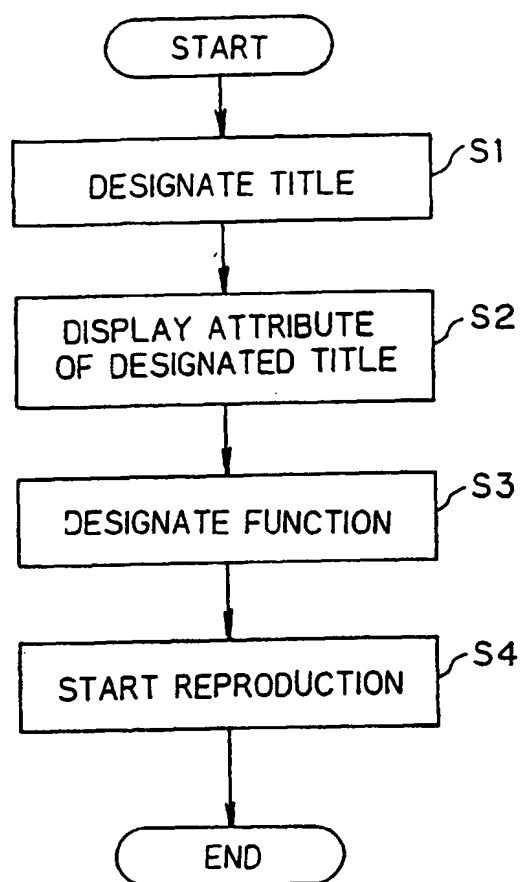 START
S1
DESIGNATE TITLE
S2
DISPLAY ATTRIBUTE
OF DESIGNATED TITLE
S3
DESIGNATE FUNCTION
S4
START REPRODUCTION
END